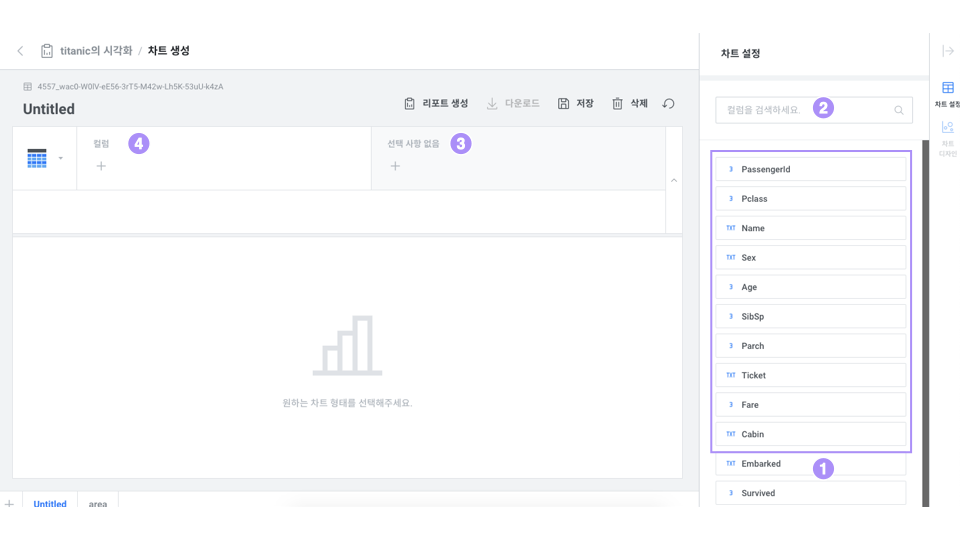 titanic의 시각화 / 차트 생성
4557_wac0-W0lV-eE56-3rT5-M42w-Lh5K-53uU-k4zA
Untitled
리포트 생성
다운로드
저장
삭제
컬럼
4
선택 사항 없음
3
원하는 차트 형태를 선택해주세요.
Untitled
area
차트 설정
컬럼을 검색하세요.
2
3 PassengerId
3 Pclass
TXT Name
TXT Sex
3 Age
3 SibSp
3 Parch
TXT Ticket
3 Fare
TXT Cabin
TXT Embarked
1
3 Survived
차트 설정
차트
디자인